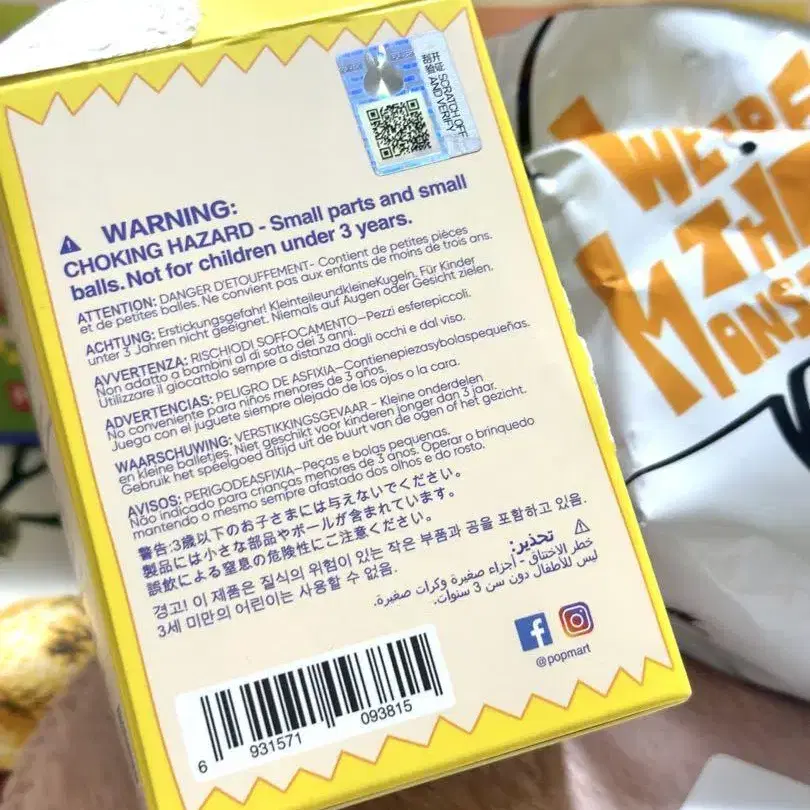 刮开
验证
SCRATCH OFF
AND VERIFY
WARNING:
CHOKING HAZARD - Small parts and small
balls. Not for children under 3 years.
ATTENTION: DANGER D'ETOUFFEMENT- Contient de petites pièces
et de petites balles. Ne convient pas aux enfants de moins de trois ans.
ACHTUNG: Erstickungsgefahr! KleinteileundkleineKugeln. Für Kinder
unter 3 Jahren nicht geeignet. Niemals auf Augen oder Gesicht zielen.
AVVERTENZA: RISCHIODI SOFFOCAMENTO—Pezzi esferepiccoli.
Non adatto a bambini al di sotto dei 3 anni.
Utilizzare il giocattolo sempre a distanza dagli occhi e dal viso.
ADVERTENCIAS: PELIGRO DE ASFIXIA—Contienepiezasybolaspequeñas.
No conveniente para niños menores de 3 años.
Juega con el juguete siempre alejado de los ojos o la cara.
WAARSCHUWING: VERSTIKKINGSGEVAAR - Kleine onderdelen
en kleine balletjes. Niet geschikt voor kinderen jonger dan 3 jaar.
Gebruik het speelgoed altijd uit de buurt van de ogen of het gezicht.
AVISOS: PERIGODEASFIXIA—Peças e bolas pequenas.
Não indicado para crianças menores de 3 anos. Operar o brinquedo
mantendo o mesmo sempre afastado dos olhos e do rosto.
警告:3歳以下のお子さまには与えないでください。
製品には小さな部品やボールが含まれています。
誤飲による窒息の危険性にご注意ください。
경고! 이 제품은 질식의 위험이 있는 작은 부품과 공을 포함하고 있음.
3세 미만의 어린이는 사용할 수 없음.
تحذير:
خطر الاختناق - أجزاء صغيرة وكرات صغيرة.
ليس للأطفال دون سن 3 سنوات.
@popmart
6 931571 093815
WE'RE
THE
MONS